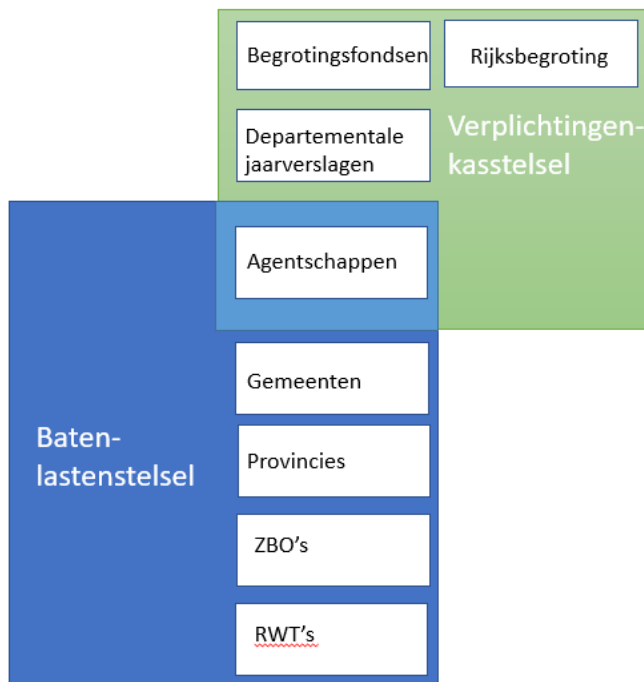 Begrotingsfondsen
Rijksbegroting
Departementale
jaarverslagen
Verplichtingen-
kasstelsel
Agentschappen
Gemeenten
Baten-
lastenstelsel
Provincies
ZBO’s
RWT’s